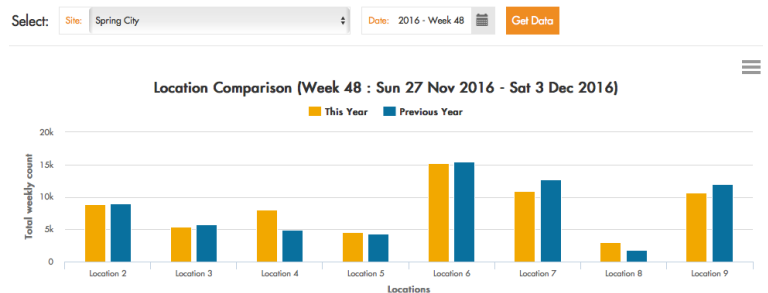 Select: Site: Spring City Date: 2016 - Week 48 Get Data
Location Comparison (Week 48 : Sun 27 Nov 2016 - Sat 3 Dec 2016)
This Year Previous Year
20k
15k
10k
5k
0
Total weekly count
Location 2 Location 3 Location 4 Location 5 Location 6 Location 7 Location 8 Location 9
Locations